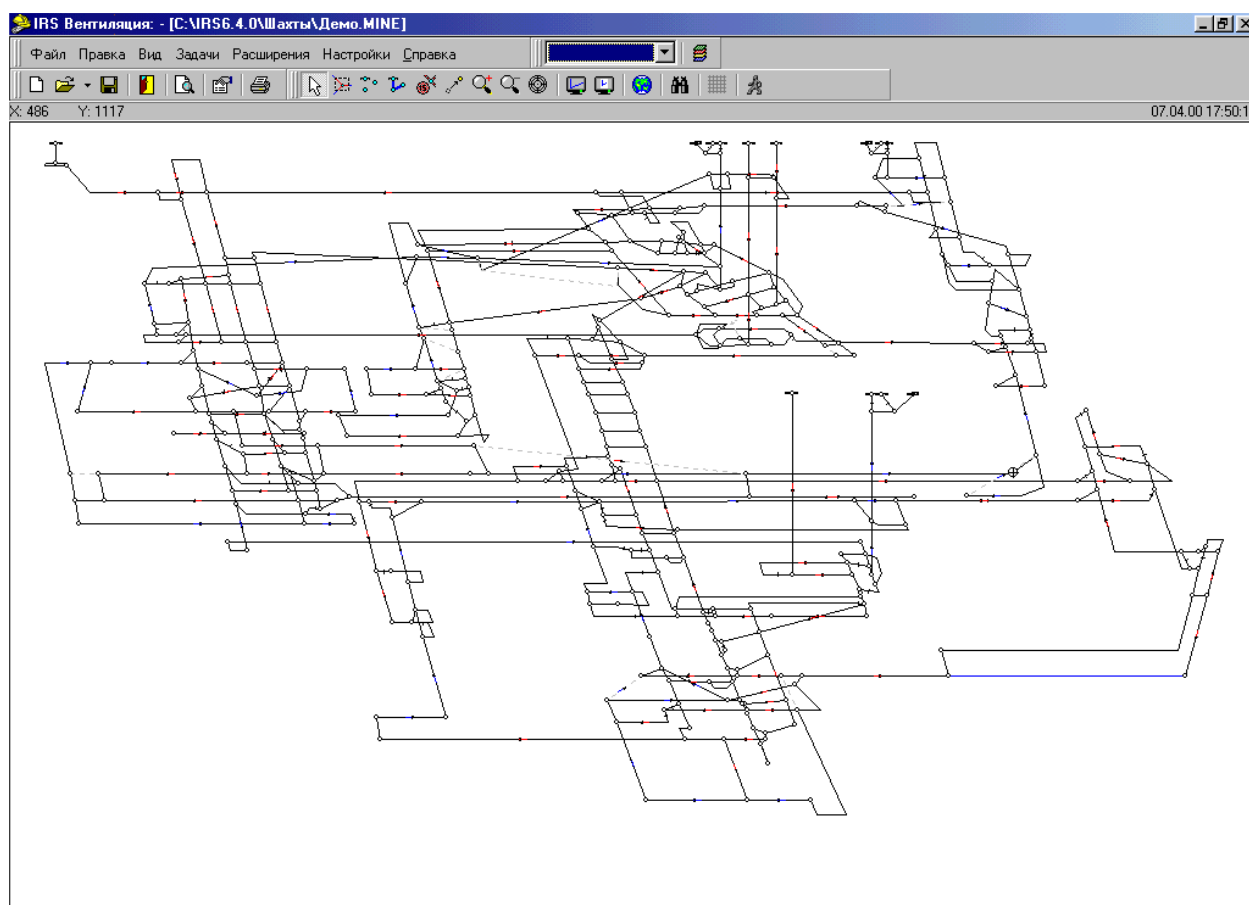 IRS Вентиляция: - [C:\IRS6.4.0\Шахты\Демо.MINE]
Файл Правка Вид Задачи Расширения Настройки Справка
X: 486 Y: 1117 07.04.00 17:50:1